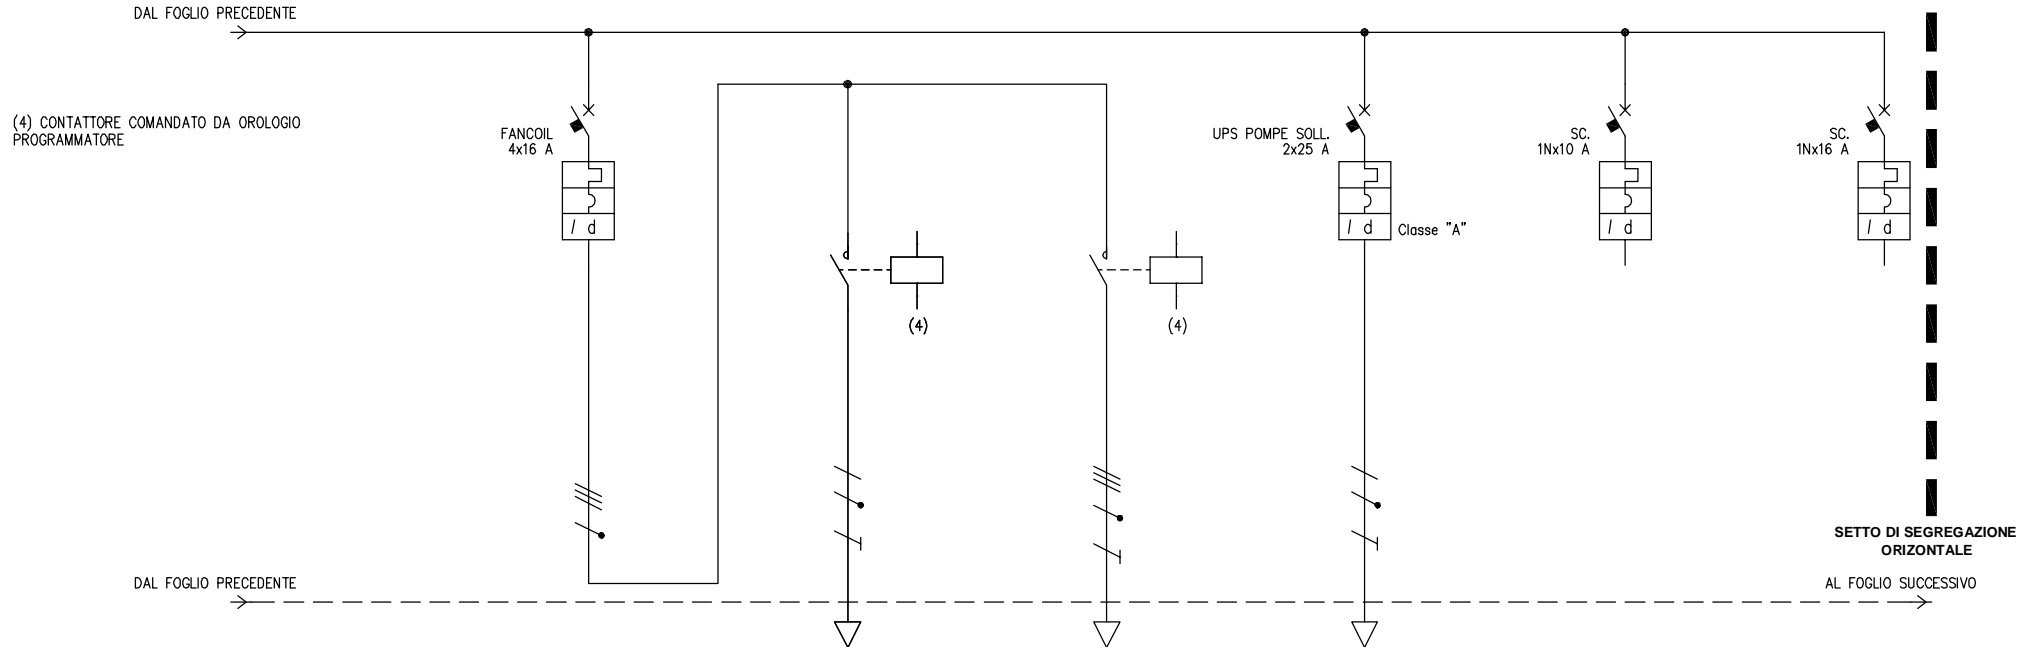 DAL FOGLIO PRECEDENTE
(4) CONTATTORE COMANDATO DA OROLOGIO
PROGRAMMATORE
FANCOIL
4x16 A
I d
(4)
(4)
UPS POMPE SOLL.
2x25 A
I d
Classe "A"
SC.
1Nx10 A
I d
SC.
1Nx16 A
I d
SETTO DI SEGREGAZIONE
ORIZONTALE
DAL FOGLIO PRECEDENTE
AL FOGLIO SUCCESSIVO